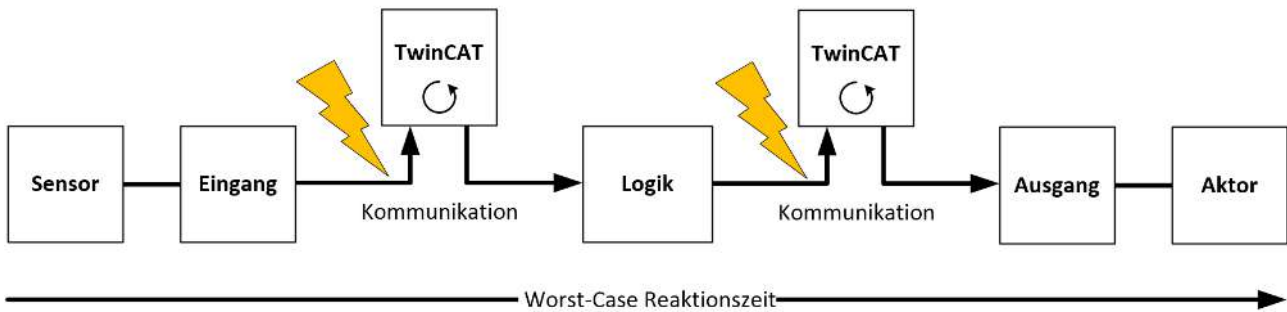 TwinCAT
TwinCAT
Sensor
Eingang
Kommunikation
Logik
Kommunikation
Ausgang
Aktor
Worst-Case Reaktionszeit